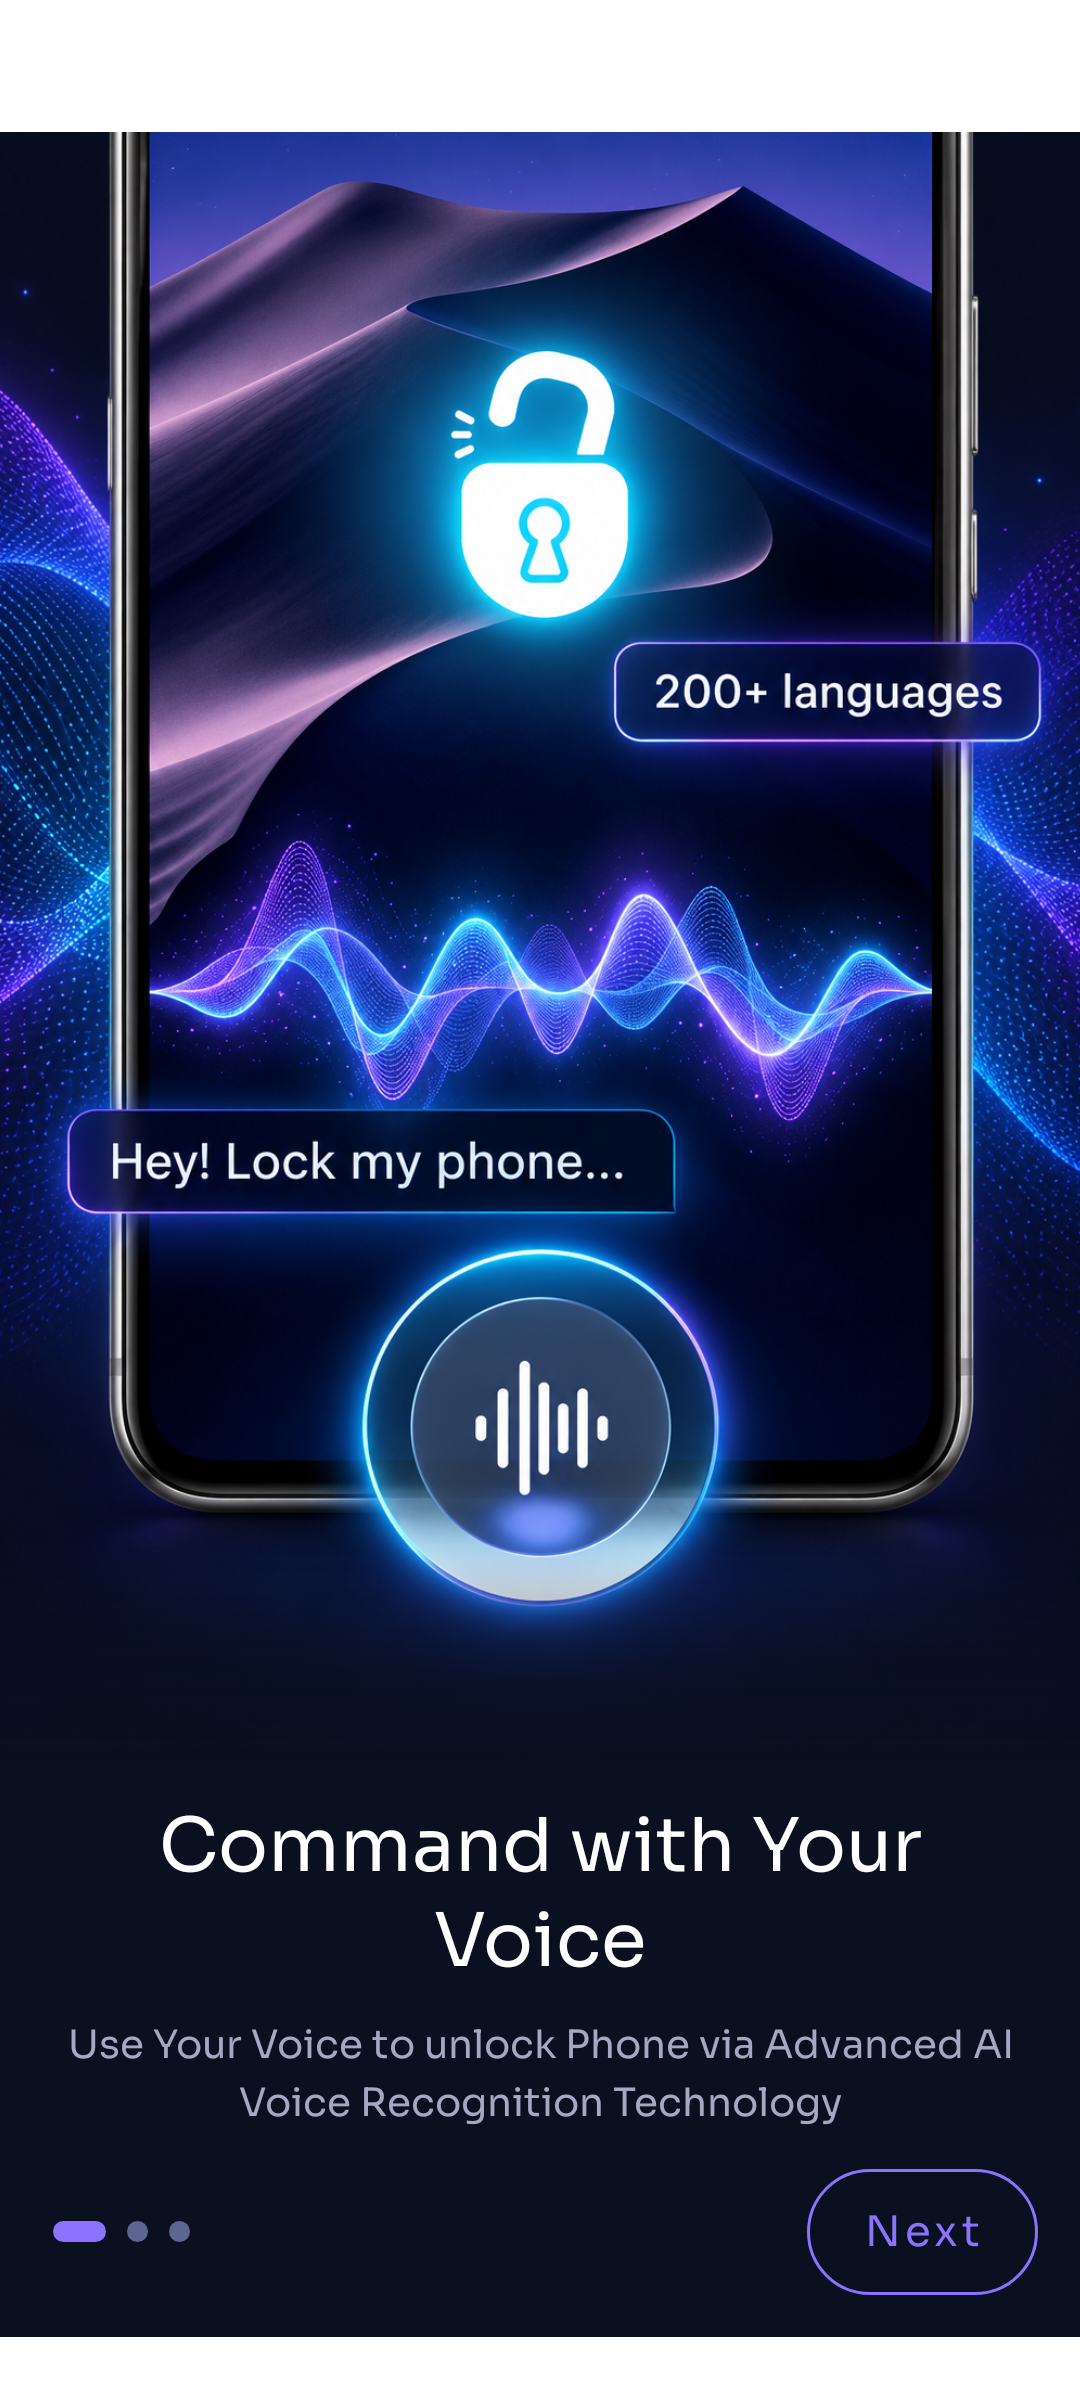 200+ languages
Hey! Lock my phone...
Command with Your
Voice
Use Your Voice to unlock Phone via Advanced AI
Voice Recognition Technology
Next